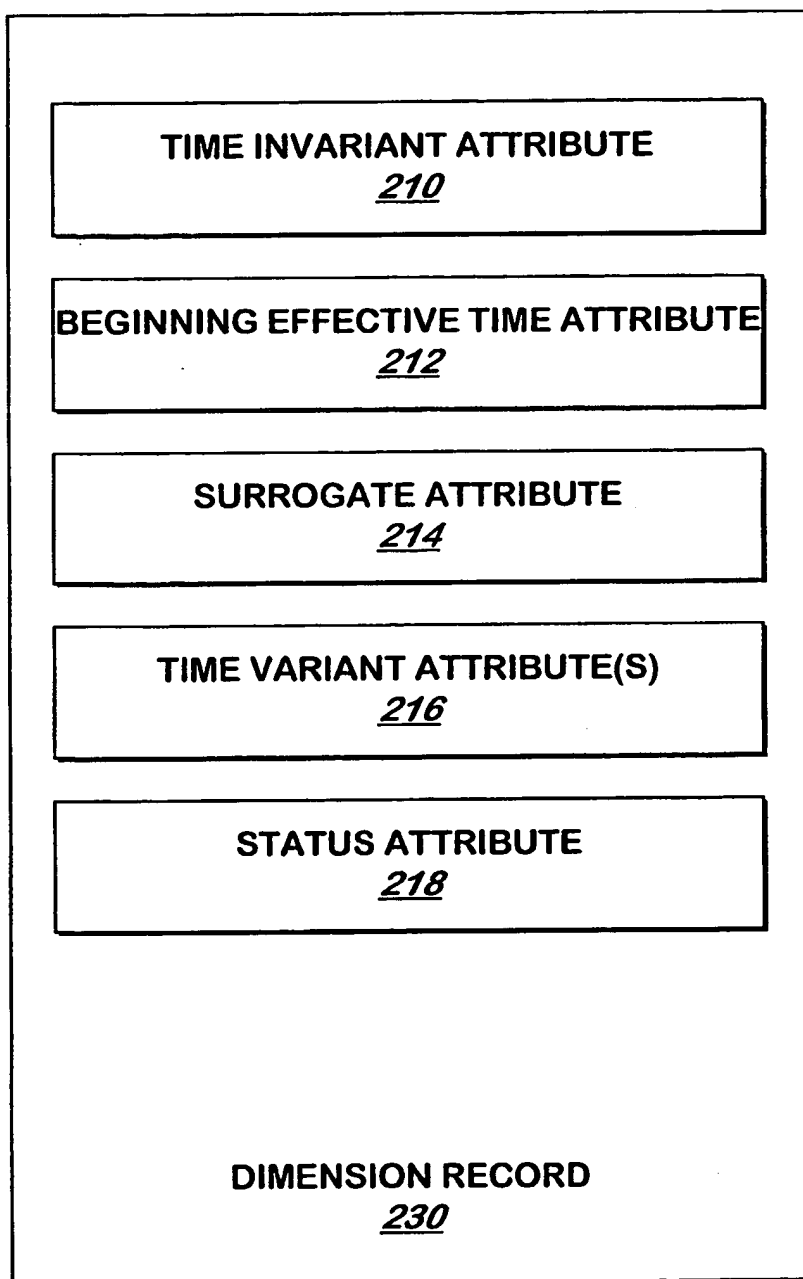 TIME INVARIANT ATTRIBUTE
210
BEGINNING EFFECTIVE TIME ATTRIBUTE
212
SURROGATE ATTRIBUTE
214
TIME VARIANT ATTRIBUTE(S)
216
STATUS ATTRIBUTE
218
DIMENSION RECORD
230